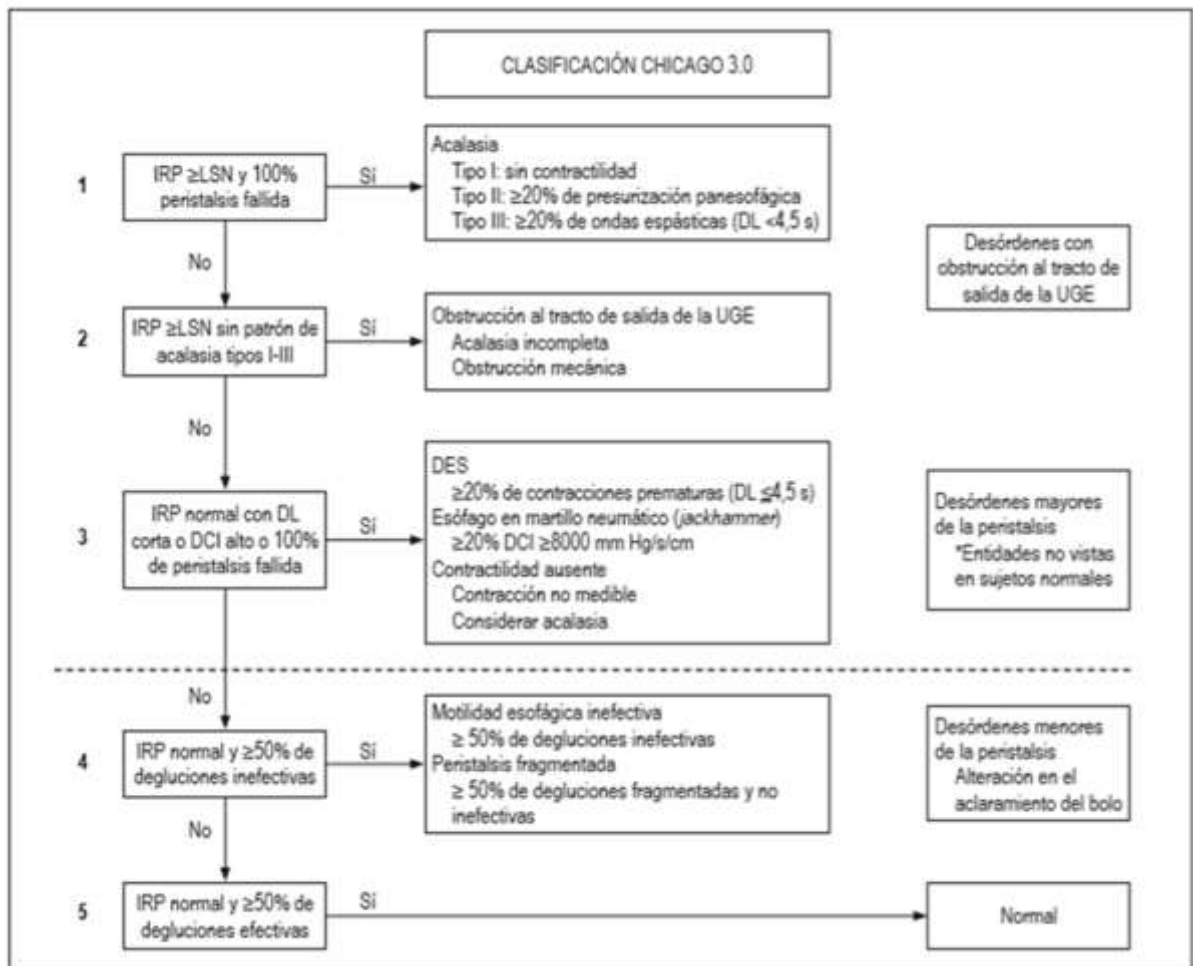 CLASIFICACIÓN CHICAGO 3.0
1
IRP ≥LSN y 100%
peristalsis fallida
Sí
Acalasia
Tipo I: sin contractilidad
Tipo II: ≥20% de presurización panesofágica
Tipo III: ≥20% de ondas espásticas (DL <4,5 s)
Desórdenes con
obstrucción al tracto de
salida de la UGE
No
2
IRP ≥LSN sin patrón de
acalasia tipos I-III
Sí
Obstrucción al tracto de salida de la UGE
Acalasia incompleta
Obstrucción mecánica
No
3
IRP normal con DL
corta o DCI alto o 100%
de peristalsis fallida
Sí
DES
≥20% de contracciones prematuras (DL ≤4,5 s)
Esófago en martillo neumático (jackhammer)
≥20% DCI ≥8000 mm Hg/s/cm
Contractilidad ausente
Contracción no medible
Considerar acalasia
Desórdenes mayores
de la peristalsis
*Entidades no vistas
en sujetos normales
No
4
IRP normal y ≥50% de
degluciones inefectivas
Sí
Motilidad esofágica inefectiva
≥ 50% de degluciones inefectivas
Peristalsis fragmentada
≥ 50% de degluciones fragmentadas y no
inefectivas
Desórdenes menores
de la peristalsis
Alteración en el
aclaramiento del bolo
No
5
IRP normal y ≥50% de
degluciones efectivas
Sí
Normal